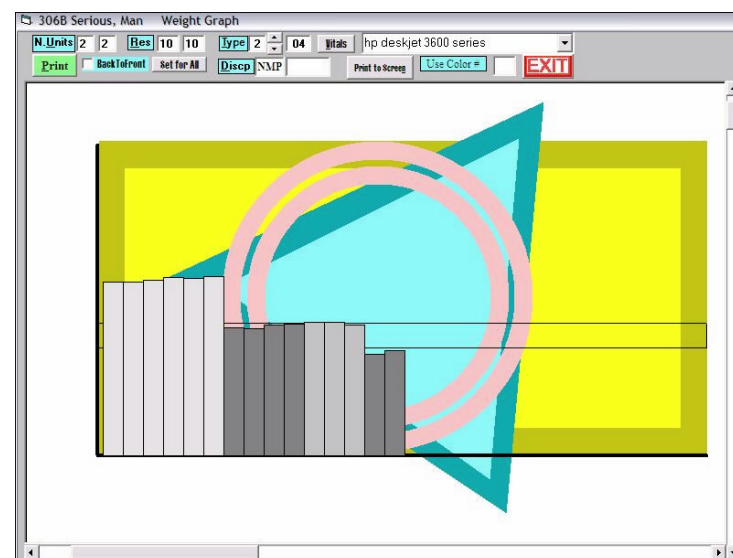 306B Serious, Man Weight Graph
N.Units 2 2 Res 10 10 Type 2 04 Vitals hp deskjet 3600 series
Print BackToFront Set for All Discp NMP Print to Screen Use Color = EXIT